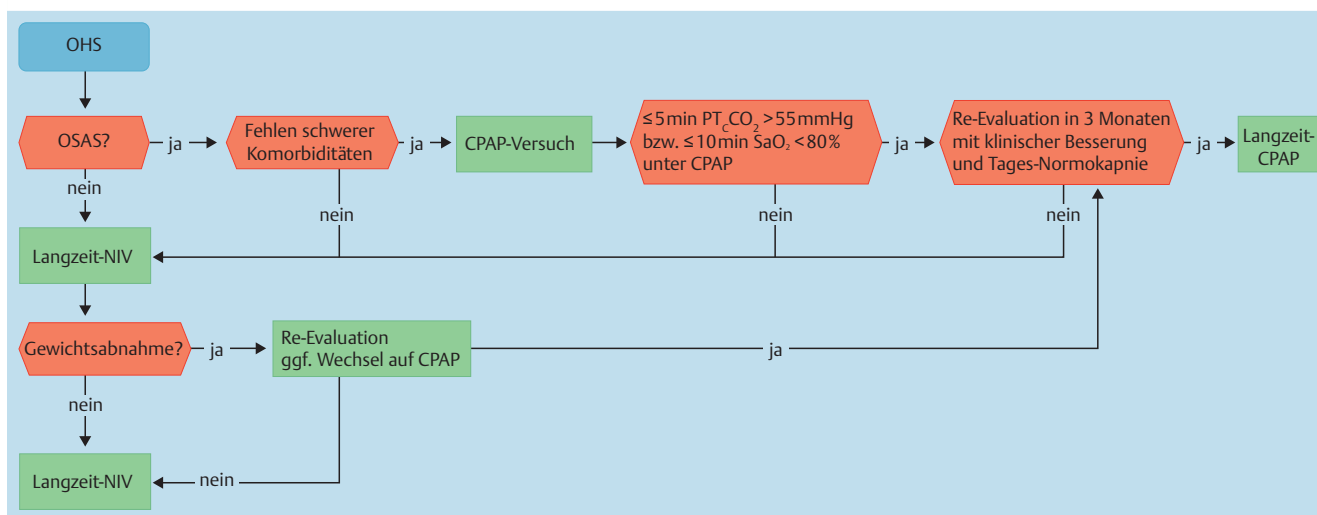 OHS
OSAS?
ja
Fehlen schwerer
Komorbiditäten
ja
CPAP-Versuch
≤ 5 min PTCCO2 > 55 mmHg
bzw. ≤ 10 min SaO2 < 80%
unter CPAP
ja
Re-Evaluation in 3 Monaten
mit klinischer Besserung
und Tages-Normokapnie
ja
Langzeit-
CPAP
nein
nein
nein
nein
Langzeit-NIV
Gewichtsabnahme?
ja
Re-Evaluation
ggf. Wechsel auf CPAP
ja
nein
Langzeit-NIV
nein